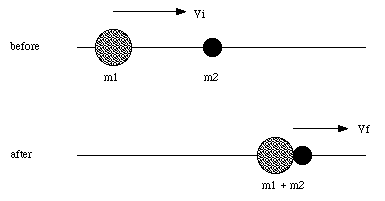 Vi
before
m1 m2
Vf
after
m1 + m2